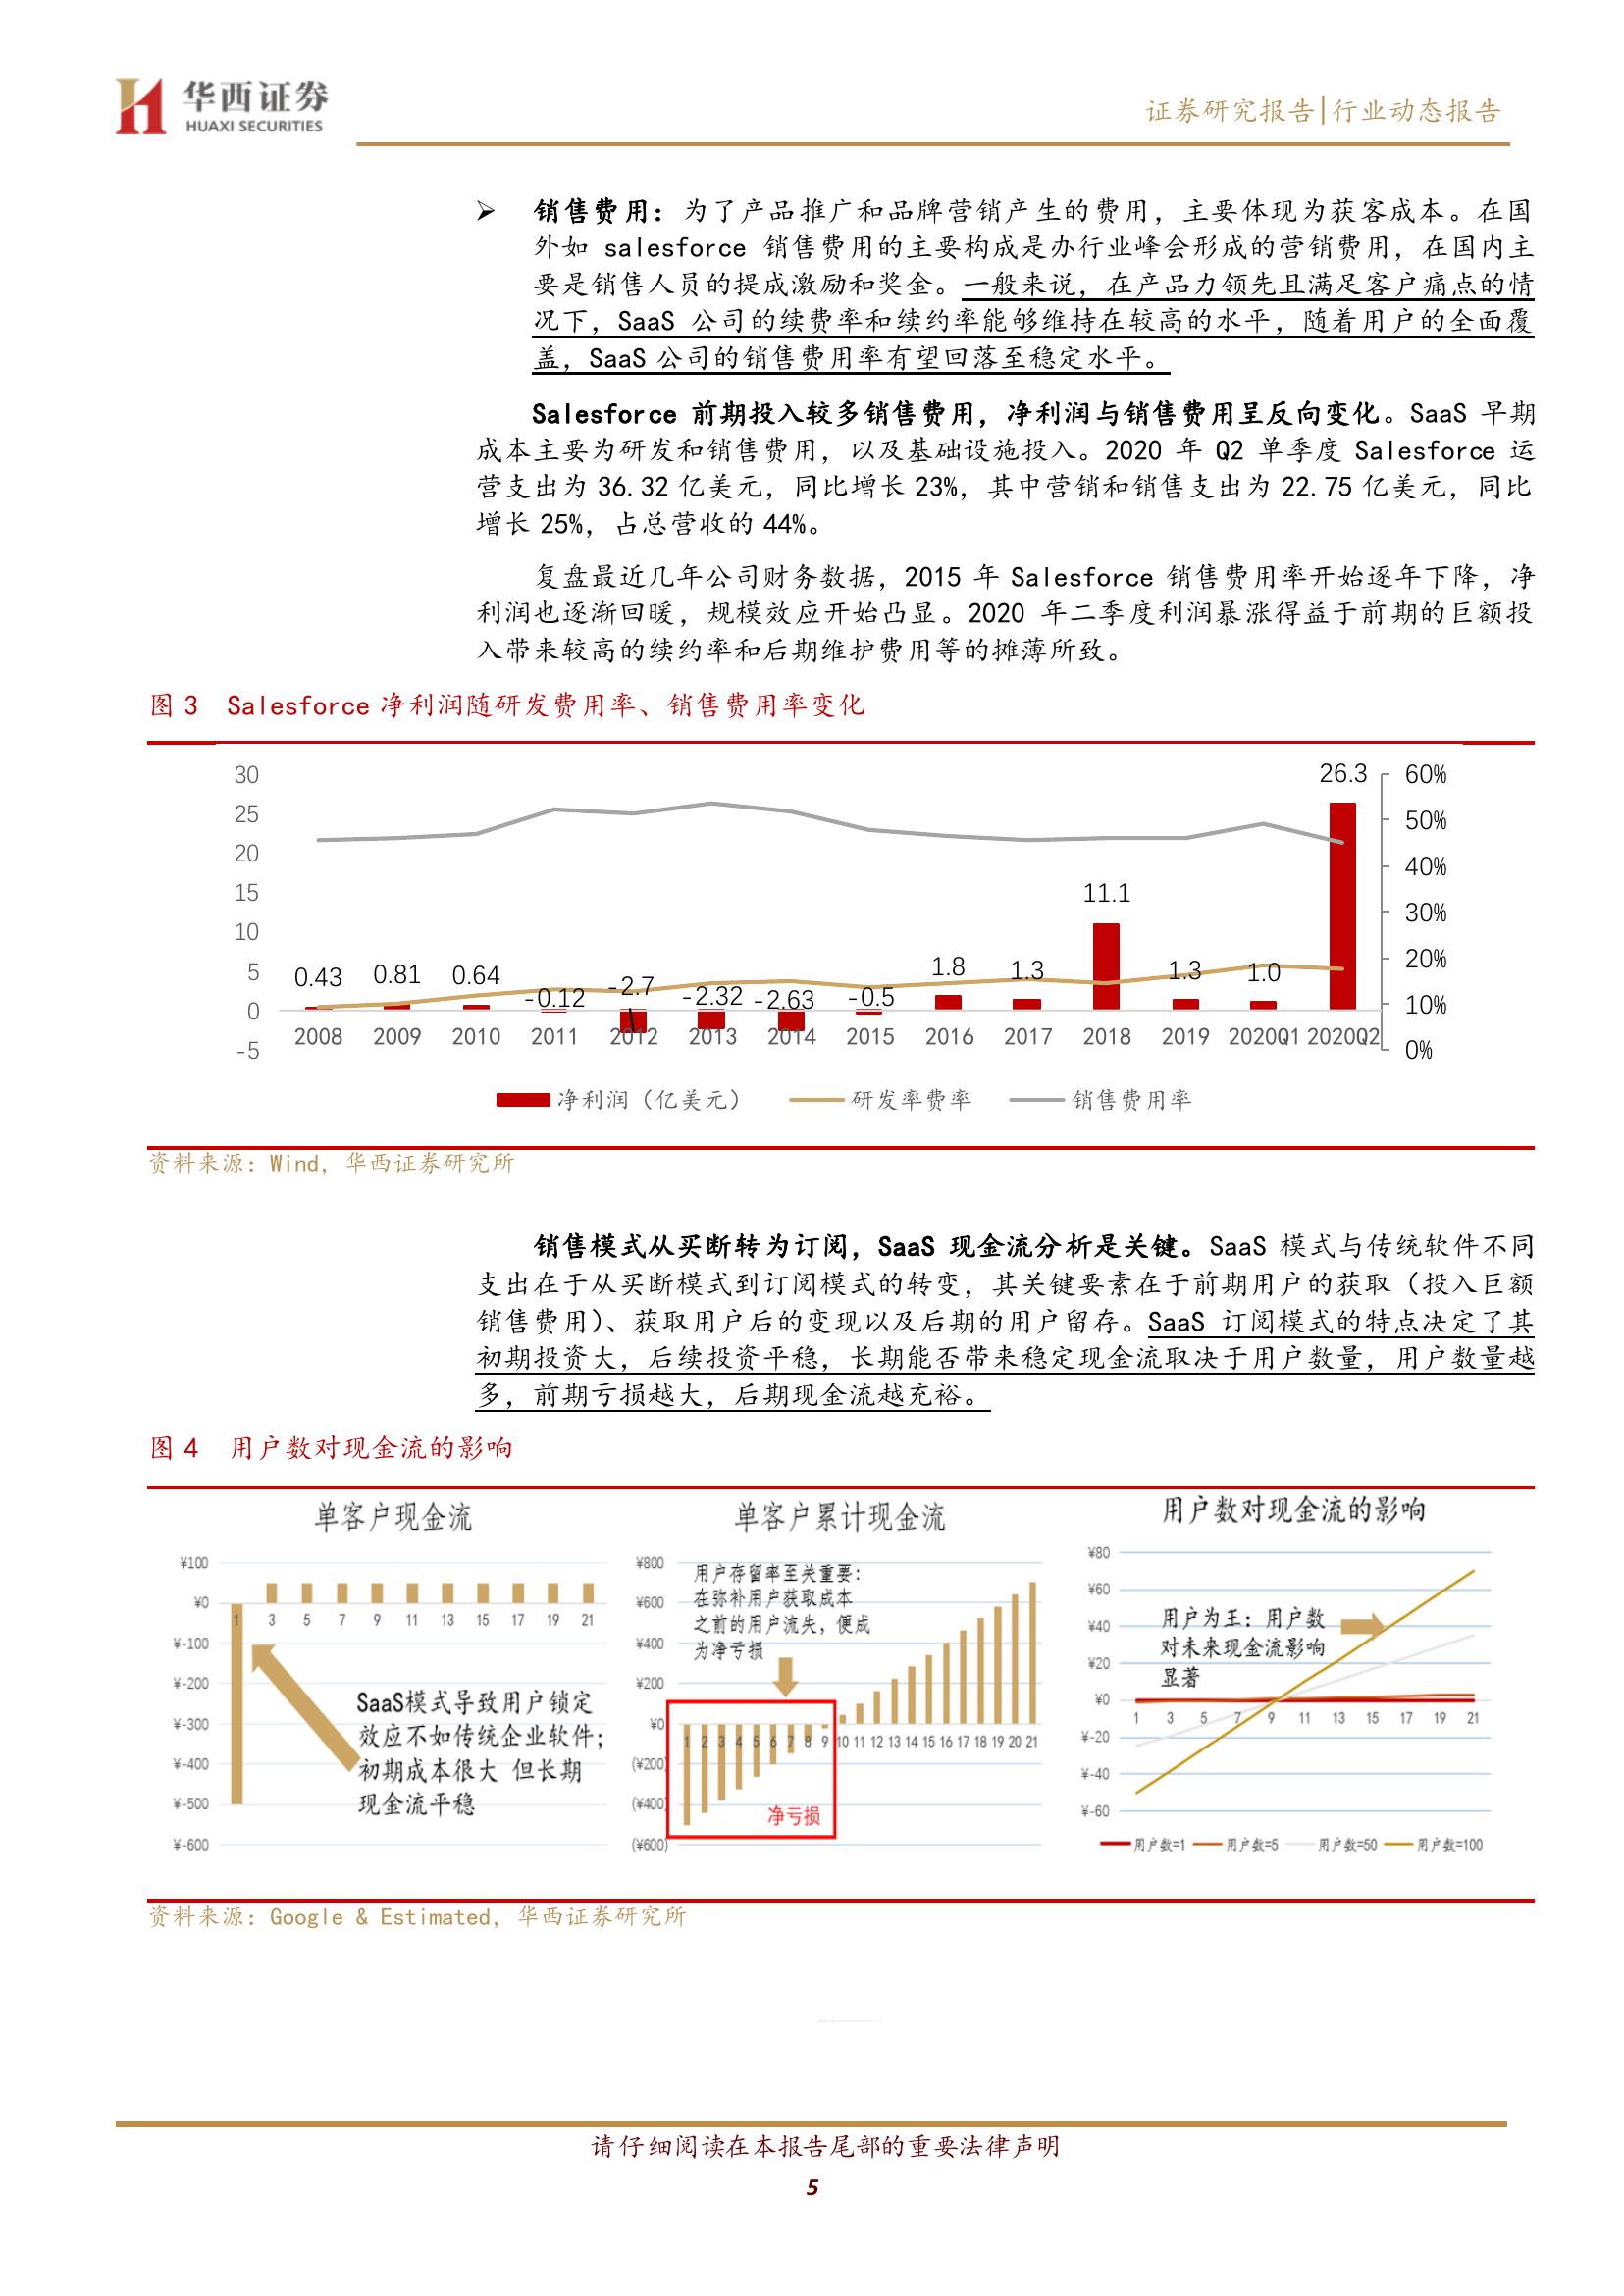 华西证券
HUAXI SECURITIES
证券研究报告|行业动态报告
➢ 销售费用：为了产品推广和品牌营销产生的费用，主要体现为获客成本。在国
外如 salesforce 销售费用的主要构成是办行业峰会形成的营销费用，在国内主
要是销售人员的提成激励和奖金。一般来说，在产品力领先且满足客户痛点的情
况下，SaaS 公司的续费率和续约率能够维持在较高的水平，随着用户的全面覆
盖，SaaS 公司的销售费用率有望回落至稳定水平。
Salesforce 前期投入较多销售费用，净利润与销售费用呈反向变化。SaaS 早期
成本主要为研发和销售费用，以及基础设施投入。2020 年 Q2 单季度 Salesforce 运
营支出为 36.32 亿美元，同比增长 23%，其中营销和销售支出为 22.75 亿美元，同比
增长 25%，占总营收的 44%。
复盘最近几年公司财务数据，2015 年 Salesforce 销售费用率开始逐年下降，净
利润也逐渐回暖，规模效应开始凸显。2020 年二季度利润暴涨得益于前期的巨额投
入带来较高的续约率和后期维护费用等的摊薄所致。
图 3 Salesforce 净利润随研发费用率、销售费用率变化
30
25
20
15
10
5
0
-5
0.43 0.81 0.64 -0.12 -2.7 -2.32 -2.63 -0.5 1.8 1.3 11.1 1.3 1.0 26.3
2008 2009 2010 2011 2012 2013 2014 2015 2016 2017 2018 2019 2020Q1 2020Q2
60%
50%
40%
30%
20%
10%
0%
净利润（亿美元） 研发率费率 销售费用率
资料来源：Wind，华西证券研究所
销售模式从买断转为订阅，SaaS 现金流分析是关键。SaaS 模式与传统软件不同
支出在于从买断模式到订阅模式的转变，其关键要素在于前期用户的获取（投入巨额
销售费用）、获取用户后的变现以及后期的用户留存。SaaS 订阅模式的特点决定了其
初期投资大，后续投资平稳，长期能否带来稳定现金流取决于用户数量，用户数量越
多，前期亏损越大，后期现金流越充裕。
图 4 用户数对现金流的影响
单客户现金流
¥100
¥0
¥-100
¥-200
¥-300
¥-400
¥-500
¥-600
1 3 5 7 9 11 13 15 17 19 21
SaaS模式导致用户锁定
效应不如传统企业软件；
初期成本很大 但长期
现金流平稳
单客户累计现金流
¥800
¥600
¥400
¥200
¥0
(¥200)
(¥400)
(¥600)
用户存留率至关重要：
在弥补用户获取成本
之前的用户流失，便成
为净亏损
1 2 3 4 5 6 7 8 9 10 11 12 13 14 15 16 17 18 19 20 21
净亏损
用户数对现金流的影响
¥80
¥60
¥40
¥20
¥0
¥-20
¥-40
¥-60
用户为王：用户数
对未来现金流影响
显著
1 3 5 7 9 11 13 15 17 19 21
用户数=1 用户数=5 用户数=50 用户数=100
资料来源：Google & Estimated，华西证券研究所
请仔细阅读在本报告尾部的重要法律声明
5